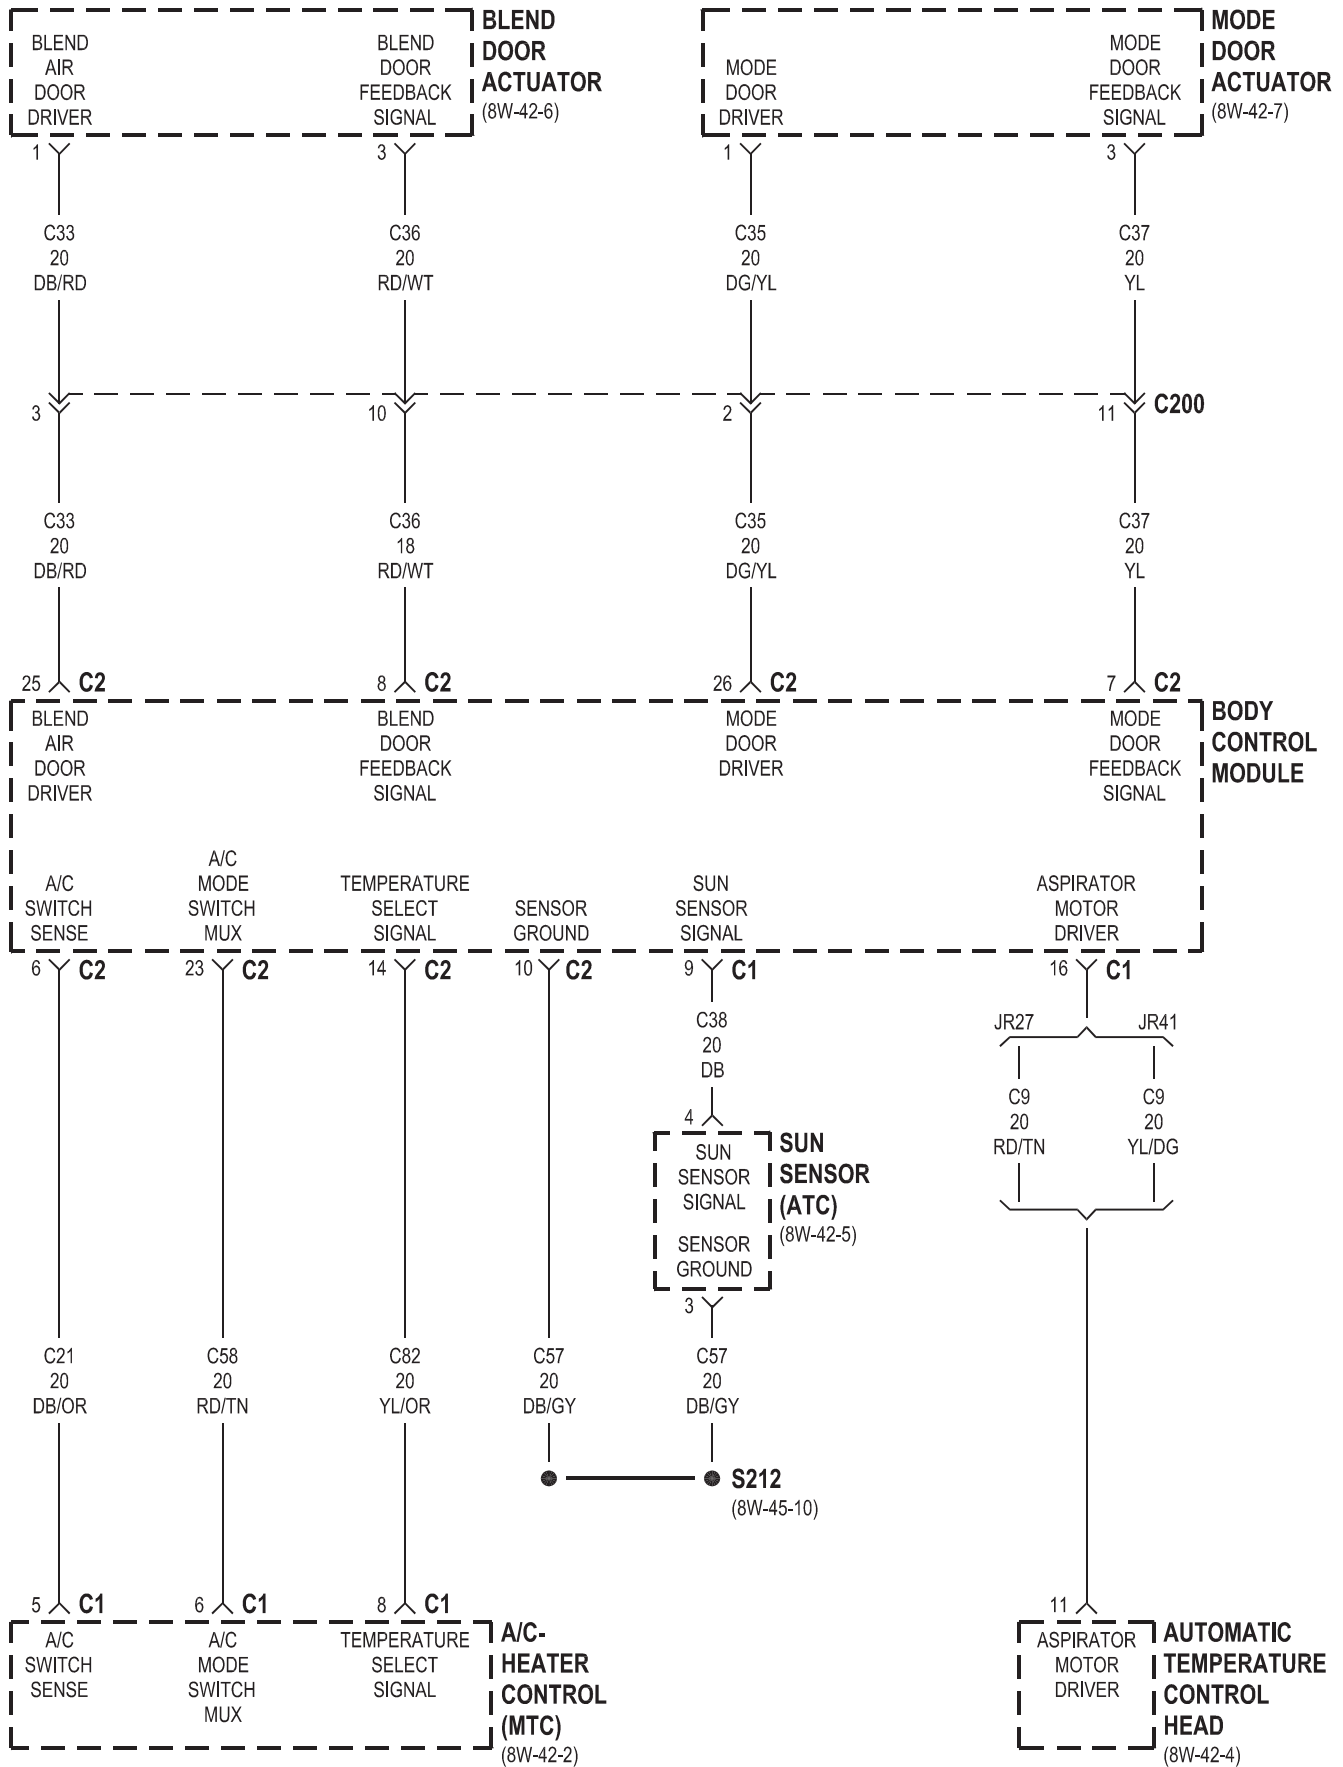 BLEND
DOOR
ACTUATOR
(8W-42-6)
BLEND
AIR
DOOR
DRIVER
BLEND
DOOR
FEEDBACK
SIGNAL
MODE
DOOR
ACTUATOR
(8W-42-7)
MODE
DOOR
DRIVER
MODE
DOOR
FEEDBACK
SIGNAL
1
3
1
3
C33
20
DB/RD
C36
20
RD/WT
C35
20
DG/YL
C37
20
YL
3
10
2
11
C200
C33
20
DB/RD
C36
18
RD/WT
C35
20
DG/YL
C37
20
YL
25 C2
8 C2
26 C2
7 C2
BODY
CONTROL
MODULE
BLEND
AIR
DOOR
DRIVER
BLEND
DOOR
FEEDBACK
SIGNAL
MODE
DOOR
DRIVER
MODE
DOOR
FEEDBACK
SIGNAL
A/C
SWITCH
SENSE
A/C
MODE
SWITCH
MUX
TEMPERATURE
SELECT
SIGNAL
SENSOR
GROUND
SUN
SENSOR
SIGNAL
ASPIRATOR
MOTOR
DRIVER
6 C2
23 C2
14 C2
10 C2
9 C1
16 C1
C38
20
DB
JR27
JR41
C9
20
RD/TN
C9
20
YL/DG
4
SUN
SENSOR
(ATC)
(8W-42-5)
SUN
SENSOR
SIGNAL
SENSOR
GROUND
3
C21
20
DB/OR
C58
20
RD/TN
C82
20
YL/OR
C57
20
DB/GY
C57
20
DB/GY
S212
(8W-45-10)
5 C1
6 C1
8 C1
11
A/C
SWITCH
SENSE
A/C
MODE
SWITCH
MUX
TEMPERATURE
SELECT
SIGNAL
A/C-
HEATER
CONTROL
(MTC)
(8W-42-2)
ASPIRATOR
MOTOR
DRIVER
AUTOMATIC
TEMPERATURE
CONTROL
HEAD
(8W-42-4)